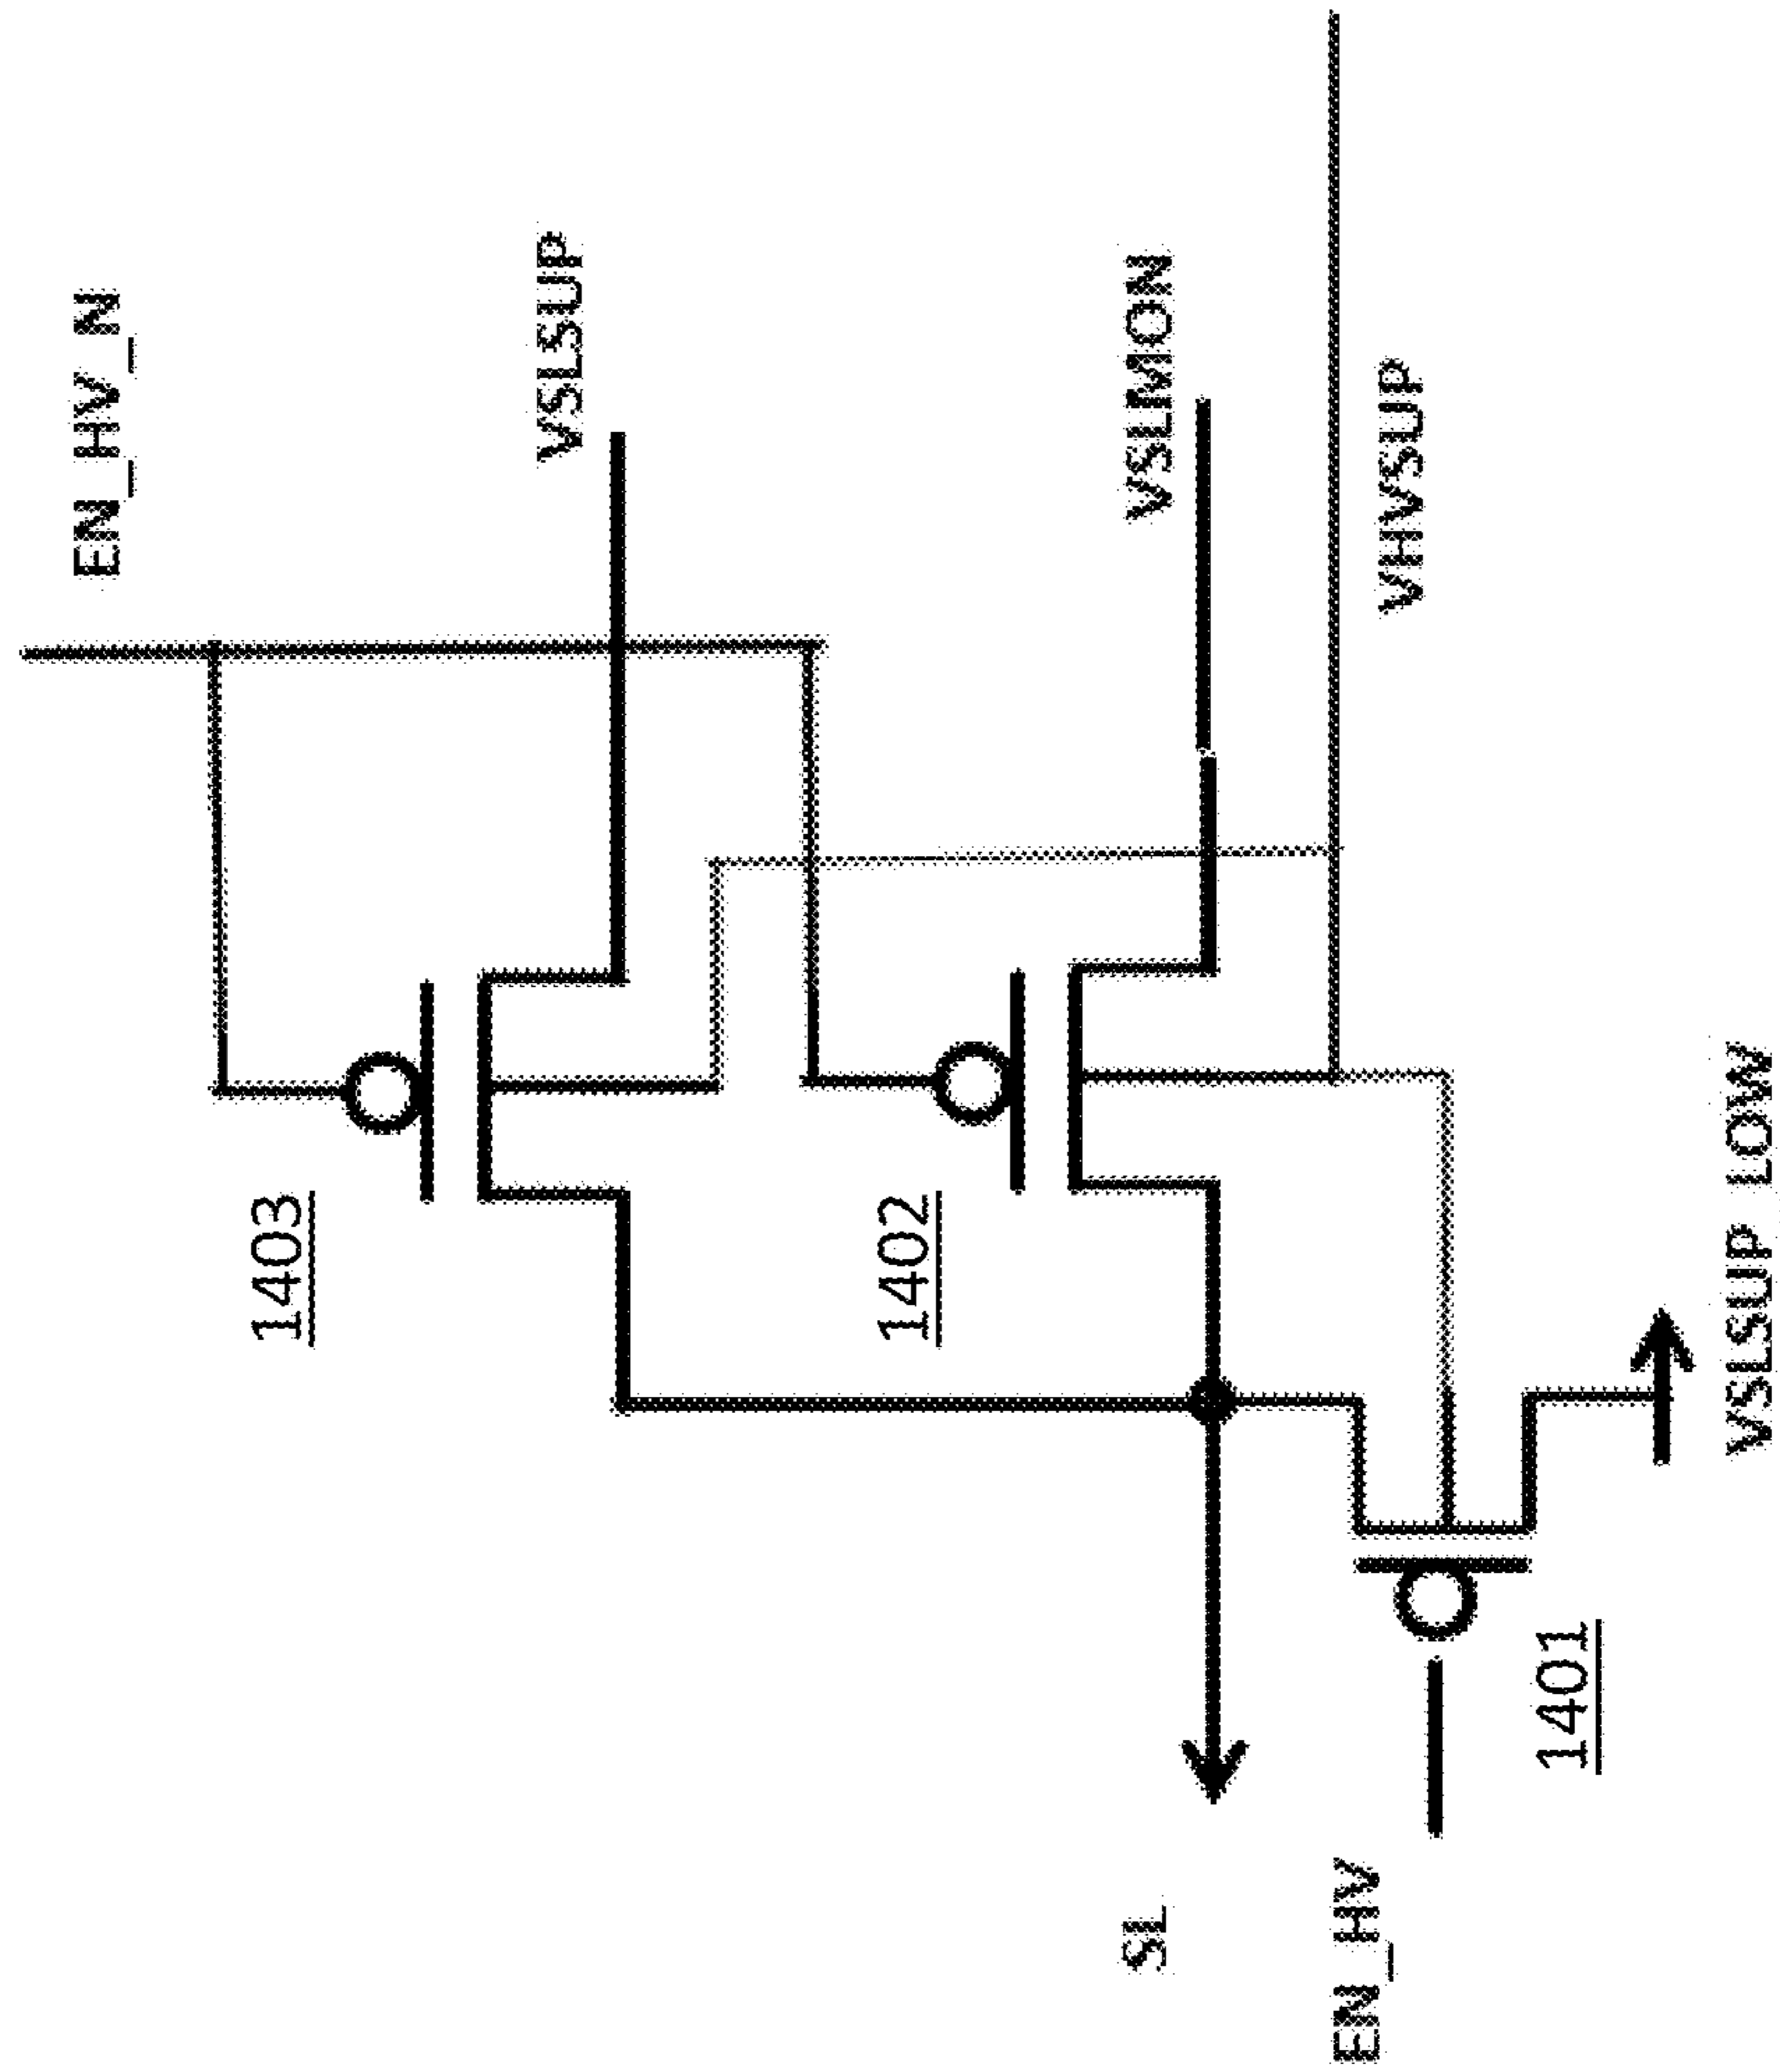 EN_HV_N
VSLSUP
VSLMON
VHVSUP
1403
1402
VSLSUP_LOW
1401
SL
EN_HV